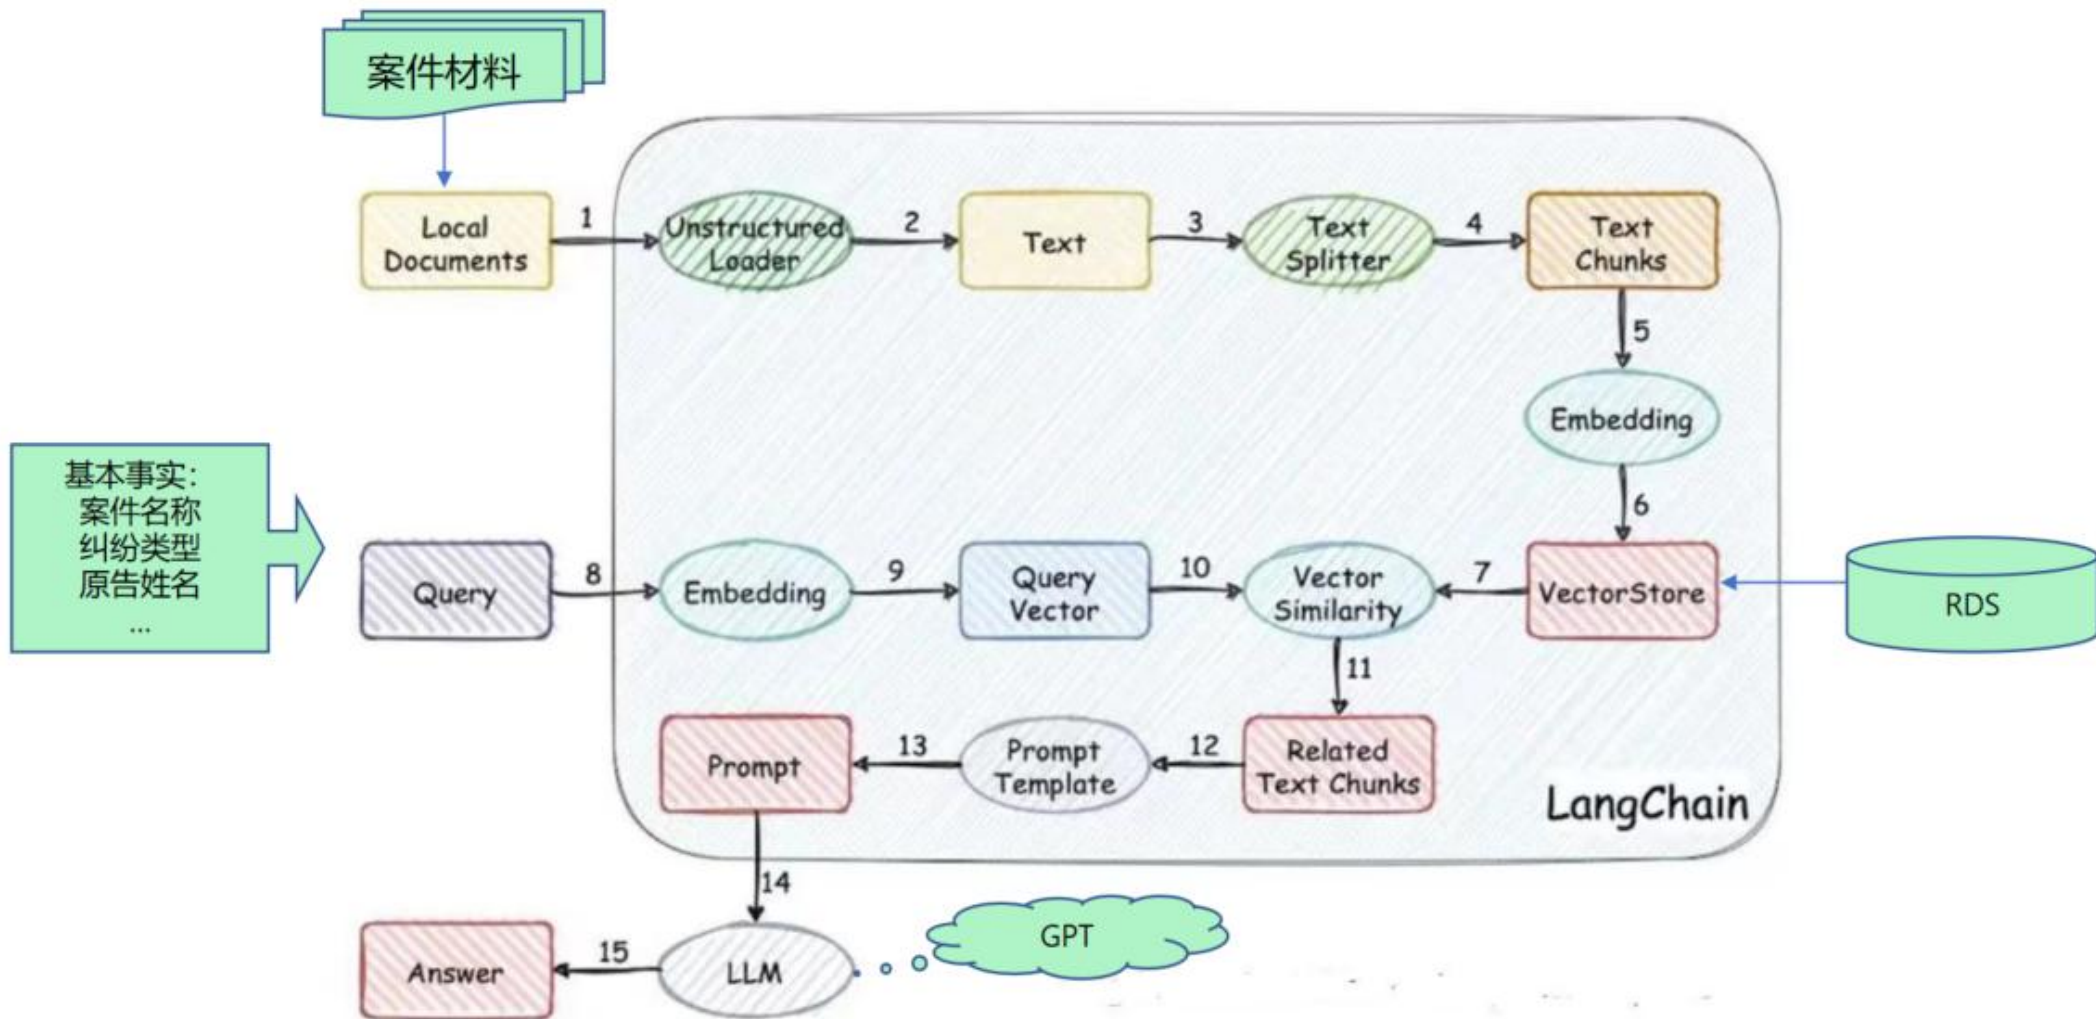 案件材料
Local
Documents
1
Unstructured
Loader
2
Text
3
Text
Splitter
4
Text
Chunks
5
Embedding
6
基本事实：
案件名称
纠纷类型
原告姓名
...
Query
8
Embedding
9
Query
Vector
10
Vector
Similarity
7
VectorStore
RDS
11
Prompt
13
Prompt
Template
12
Related
Text Chunks
LangChain
14
Answer
15
LLM
GPT